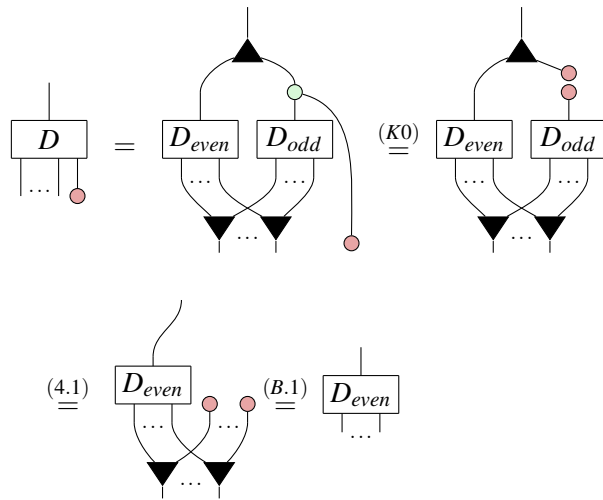 D
...
=
D_even D_odd
... ...
...
(K0)
=
D_even D_odd
... ...
...
(4.1)
=
D_even
... ...
...
(B.1)
=
D_even
...